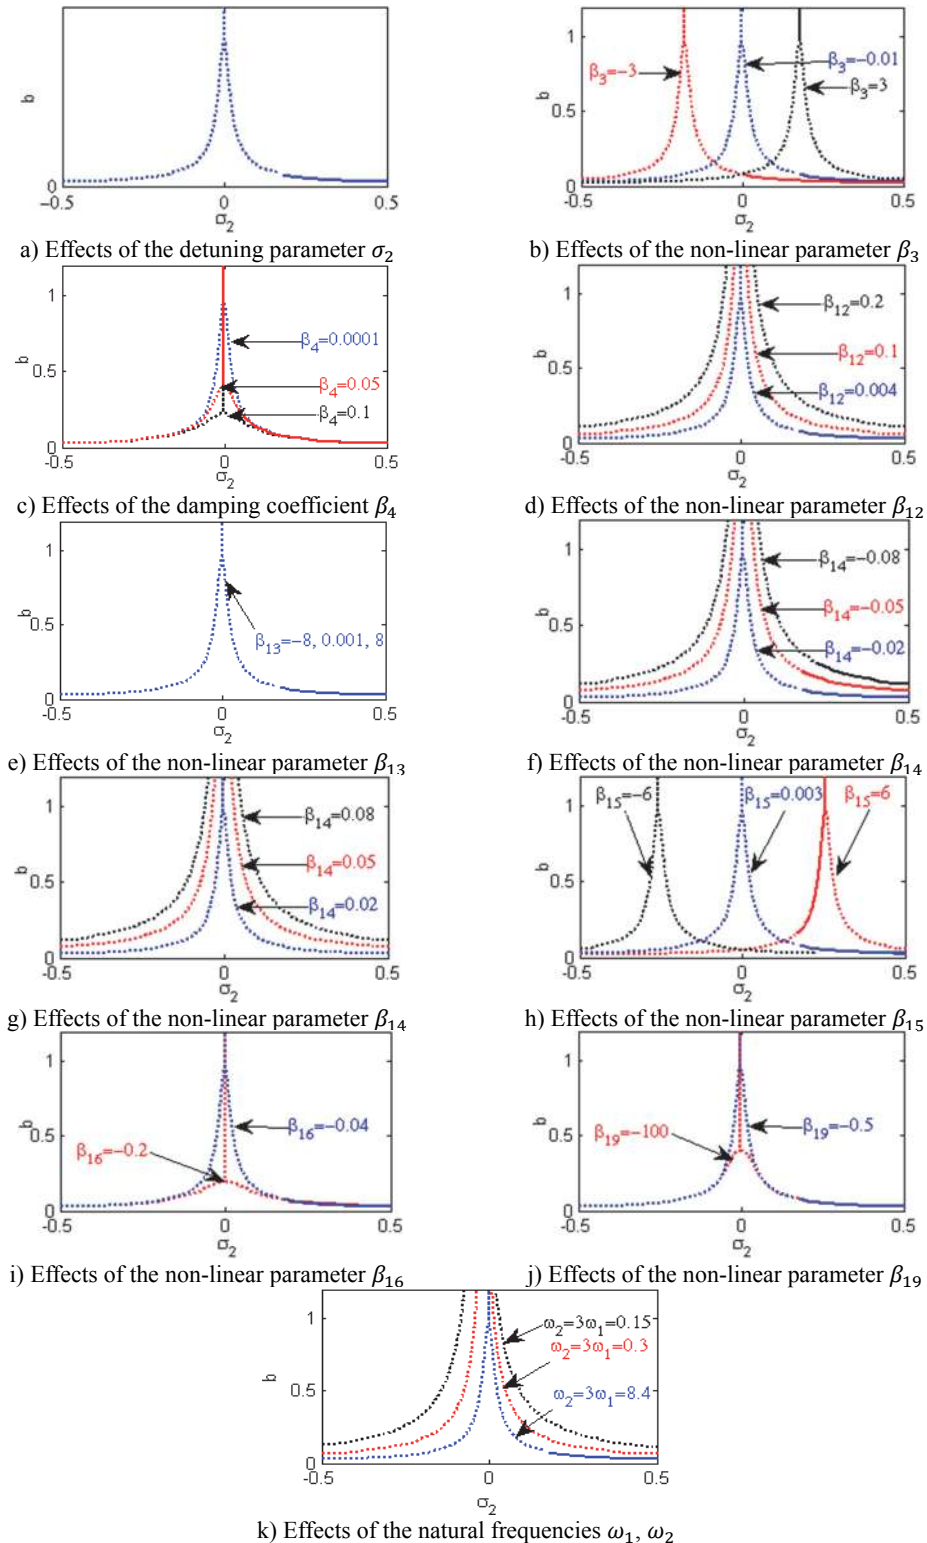 b
0
-0.5
0
0.5
σ2
a) Effects of the detuning parameter σ2
1
b
0.5
0
-0.5
0
0.5
σ2
β3=-3
β3=-0.01
β3=3
b) Effects of the non-linear parameter β3
1
b
0.5
0
-0.5
0
0.5
σ2
β4=0.0001
β4=0.05
β4=0.1
c) Effects of the damping coefficient β4
1
b
0.5
0
-0.5
0
0.5
σ2
β12=0.2
β12=0.1
β12=0.004
d) Effects of the non-linear parameter β12
1
b
0.5
0
-0.5
0
0.5
σ2
β13=-8, 0.001, 8
e) Effects of the non-linear parameter β13
1
b
0.5
0
-0.5
0
0.5
σ2
β14=-0.08
β14=-0.05
β14=-0.02
f) Effects of the non-linear parameter β14
1
b
0.5
0
-0.5
0
0.5
σ2
β14=0.08
β14=0.05
β14=0.02
g) Effects of the non-linear parameter β14
1
b
0.5
0
-0.5
0
0.5
σ2
β15=-6
β15=0.003
β15=6
h) Effects of the non-linear parameter β15
1
b
0.5
0
-0.5
0
0.5
σ2
β16=-0.04
β16=-0.2
i) Effects of the non-linear parameter β16
1
b
0.5
0
-0.5
0
0.5
σ2
β19=-100
β19=-0.5
j) Effects of the non-linear parameter β19
1
b
0.5
0
-0.5
0
0.5
σ2
ω2=3ω1=0.15
ω2=3ω1=0.3
ω2=3ω1=8.4
k) Effects of the natural frequencies ω1, ω2